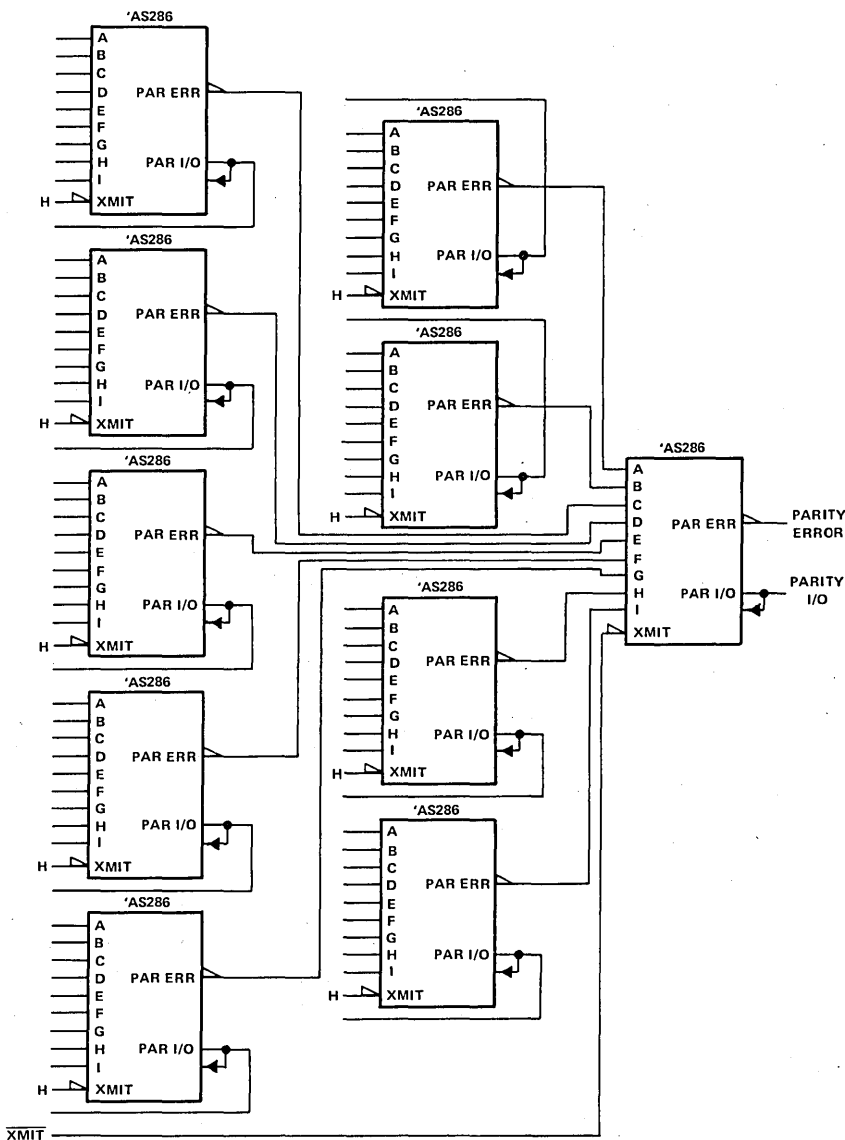 'AS286
A
B
C
D PAR ERR
E
F
G
H PAR I/O
I
H XMIT
'AS286
A
B
C
D PAR ERR
E
F
G
H PAR I/O
I
H XMIT
'AS286
A
B
C
D PAR ERR
E
F
G
H PAR I/O
I
H XMIT
'AS286
A
B
C
D PAR ERR
E
F
G
H PAR I/O
I
H XMIT
'AS286
A
B
C
D PAR ERR
E
F
G
H PAR I/O
I
H XMIT
XMIT
'AS286
A
B
C
D PAR ERR
E
F
G
H PAR I/O
I
H XMIT
'AS286
A
B
C
D PAR ERR
E
F
G
H PAR I/O
I
H XMIT
'AS286
A
B
C
D PAR ERR
E
F
G
H PAR I/O
I
H XMIT
'AS286
A
B
C
D PAR ERR
E
F
G
H PAR I/O
I
H XMIT
'AS286
A
B
C
D PAR ERR
E
F
G
H PAR I/O
I
XMIT
PARITY
ERROR
PARITY
I/O